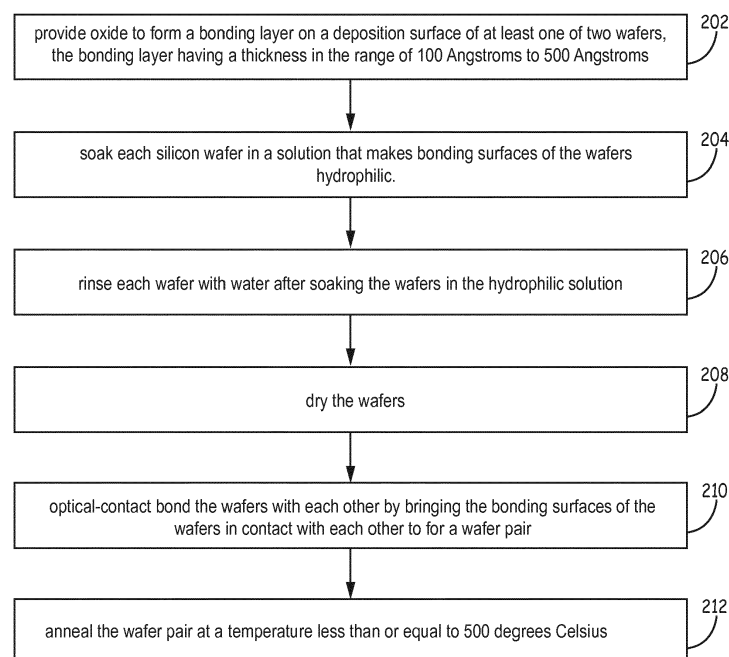 202
provide oxide to form a bonding layer on a deposition surface of at least one of two wafers,
the bonding layer having a thickness in the range of 100 Angstroms to 500 Angstroms
204
soak each silicon wafer in a solution that makes bonding surfaces of the wafers
hydrophilic.
206
rinse each wafer with water after soaking the wafers in the hydrophilic solution
208
dry the wafers
210
optical-contact bond the wafers with each other by bringing the bonding surfaces of the
wafers in contact with each other to for a wafer pair
212
anneal the wafer pair at a temperature less than or equal to 500 degrees Celsius